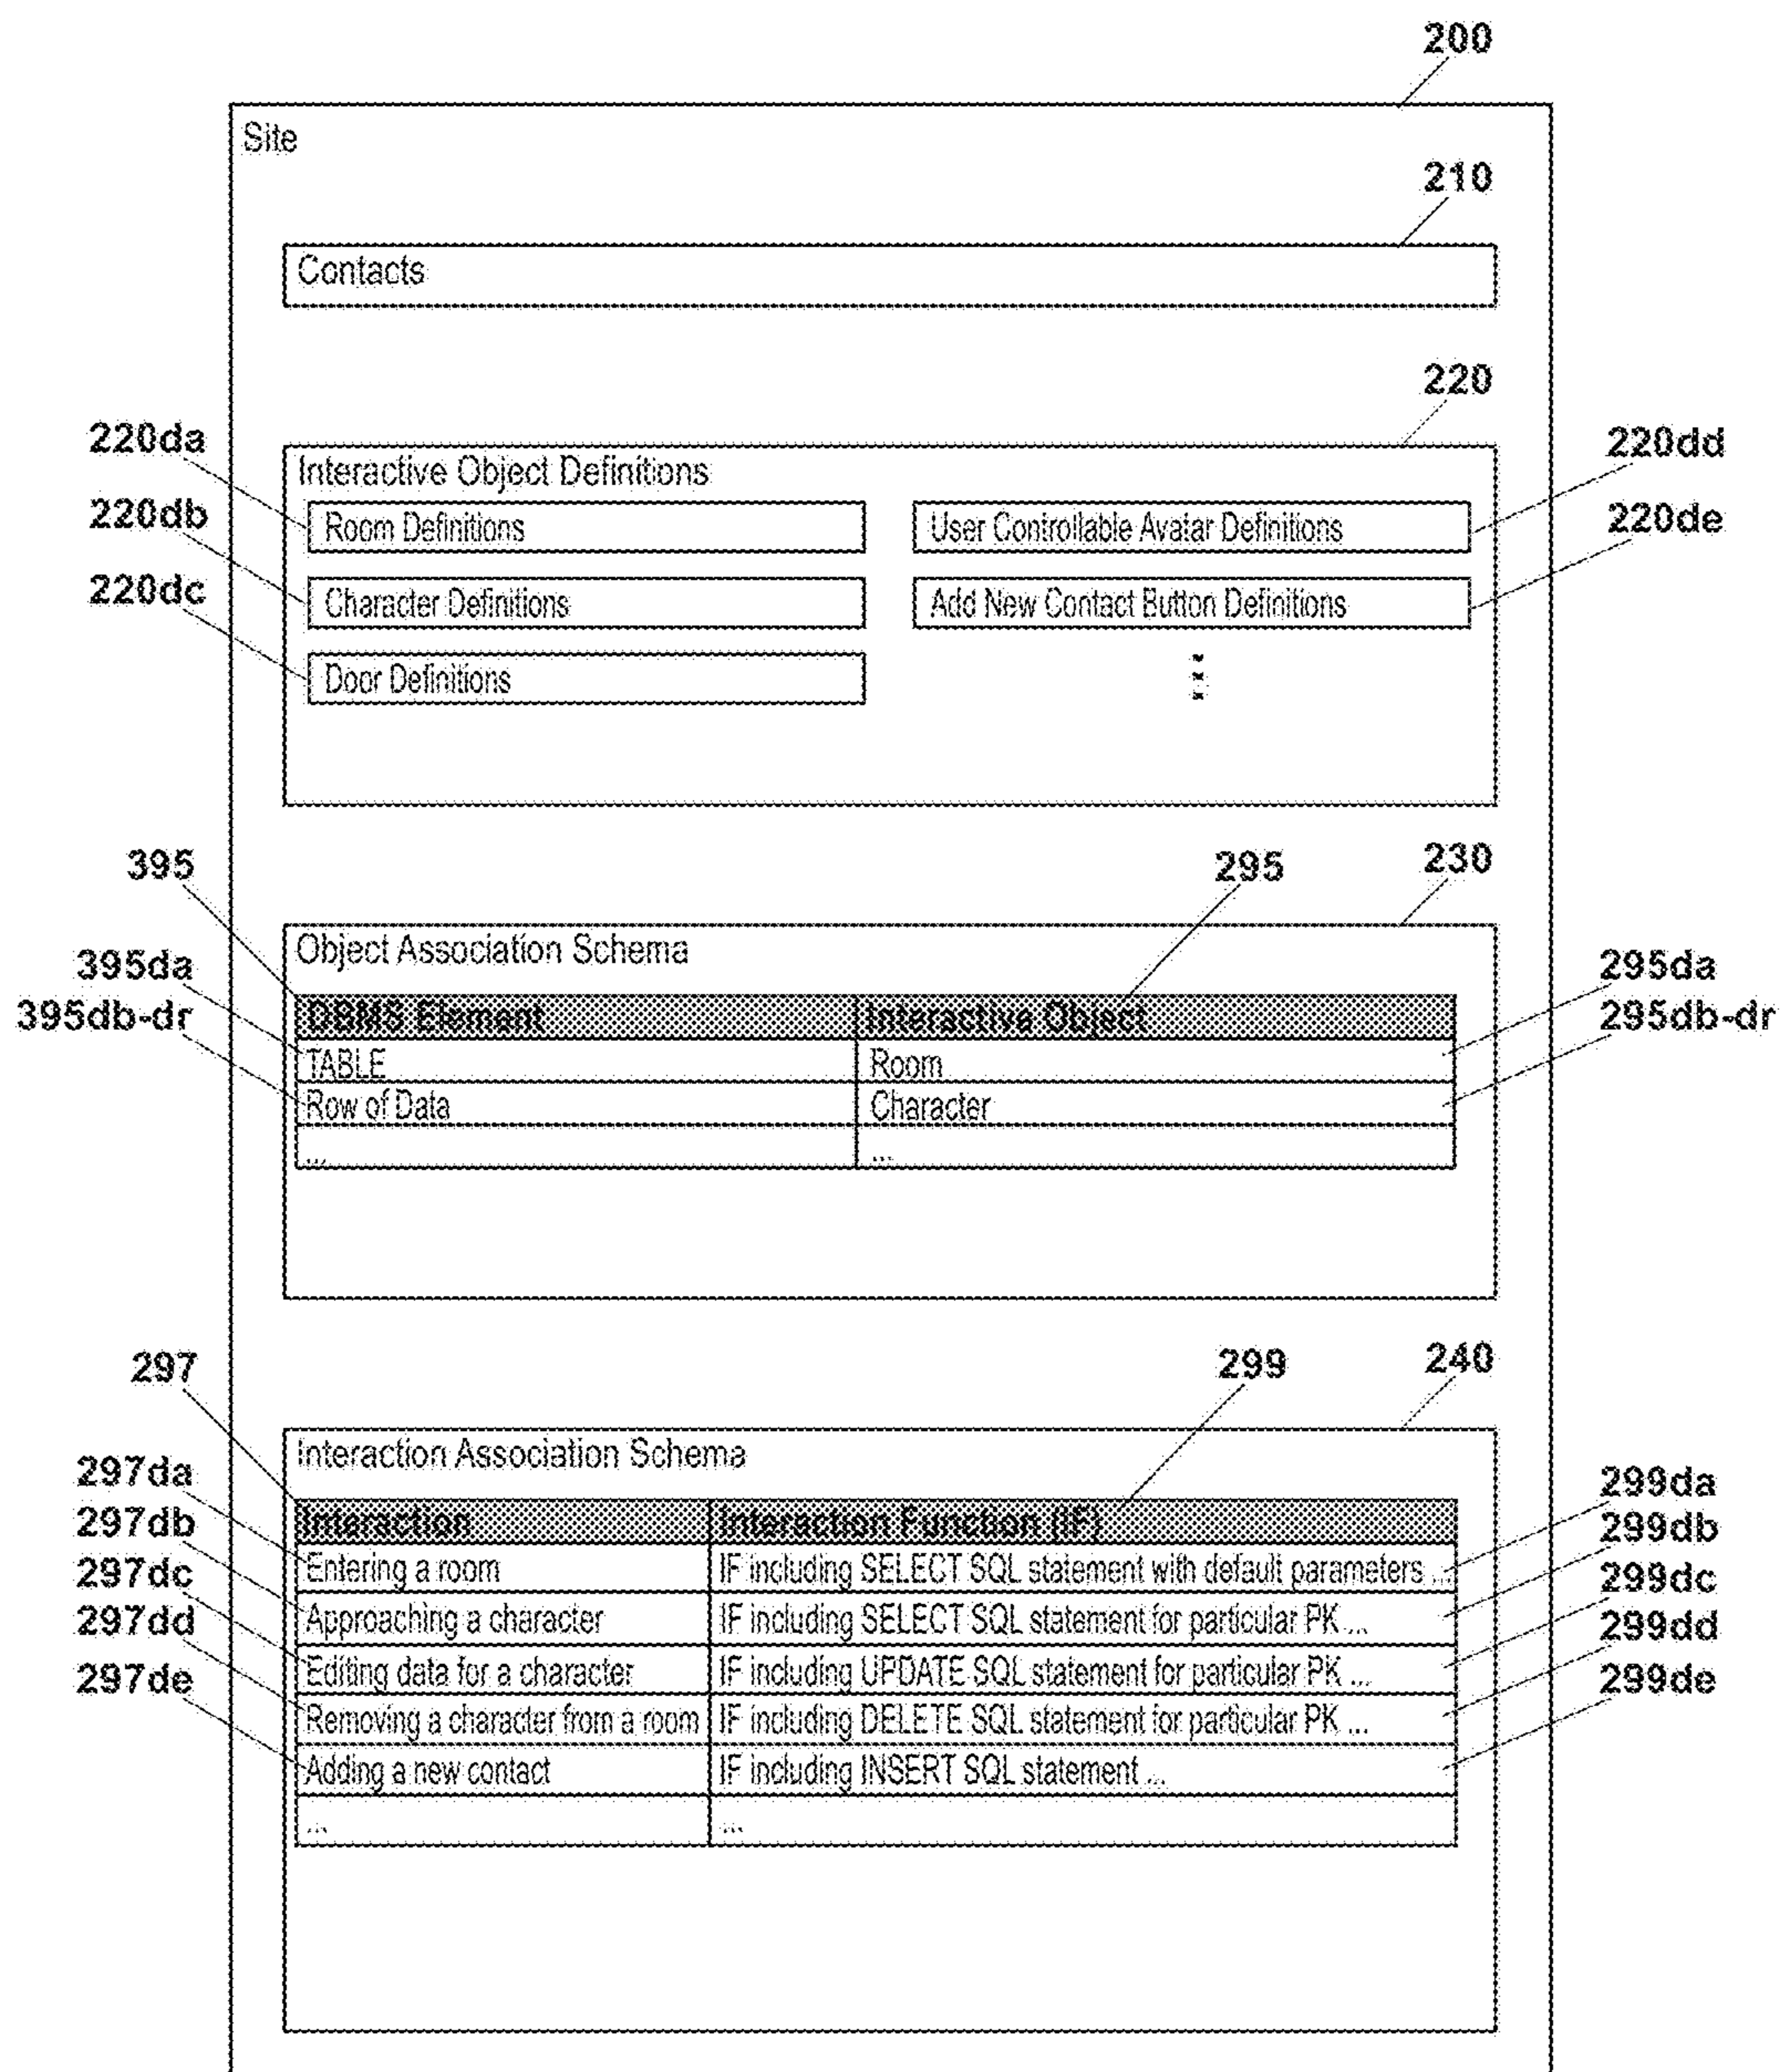 200
Site
210
Contacts
220
220da
Interactive Object Definitions
220dd
220db
Room Definitions
User Controllable Avatar Definitions
220de
220dc
Character Definitions
Add New Contact Button Definitions
Door Definitions
395
295
230
Object Association Schema
395da
295da
395db-dr
DBMS Element
Interactive Object
295db-dr
TABLE
Room
Row of Data
Character
...
...
297
299
240
Interaction Association Schema
297da
299da
297db
Interaction
Interaction Function (IF)
299db
297dc
Entering a room
IF including SELECT SQL statement with default parameters ...
299dc
297dd
Approaching a character
IF including SELECT SQL statement for particular PK ...
299dd
297de
Editing data for a character
IF including UPDATE SQL statement for particular PK ...
299de
Removing a character from a room
IF including DELETE SQL statement for particular PK ...
Adding a new contact
IF including INSERT SQL statement ...
...
...